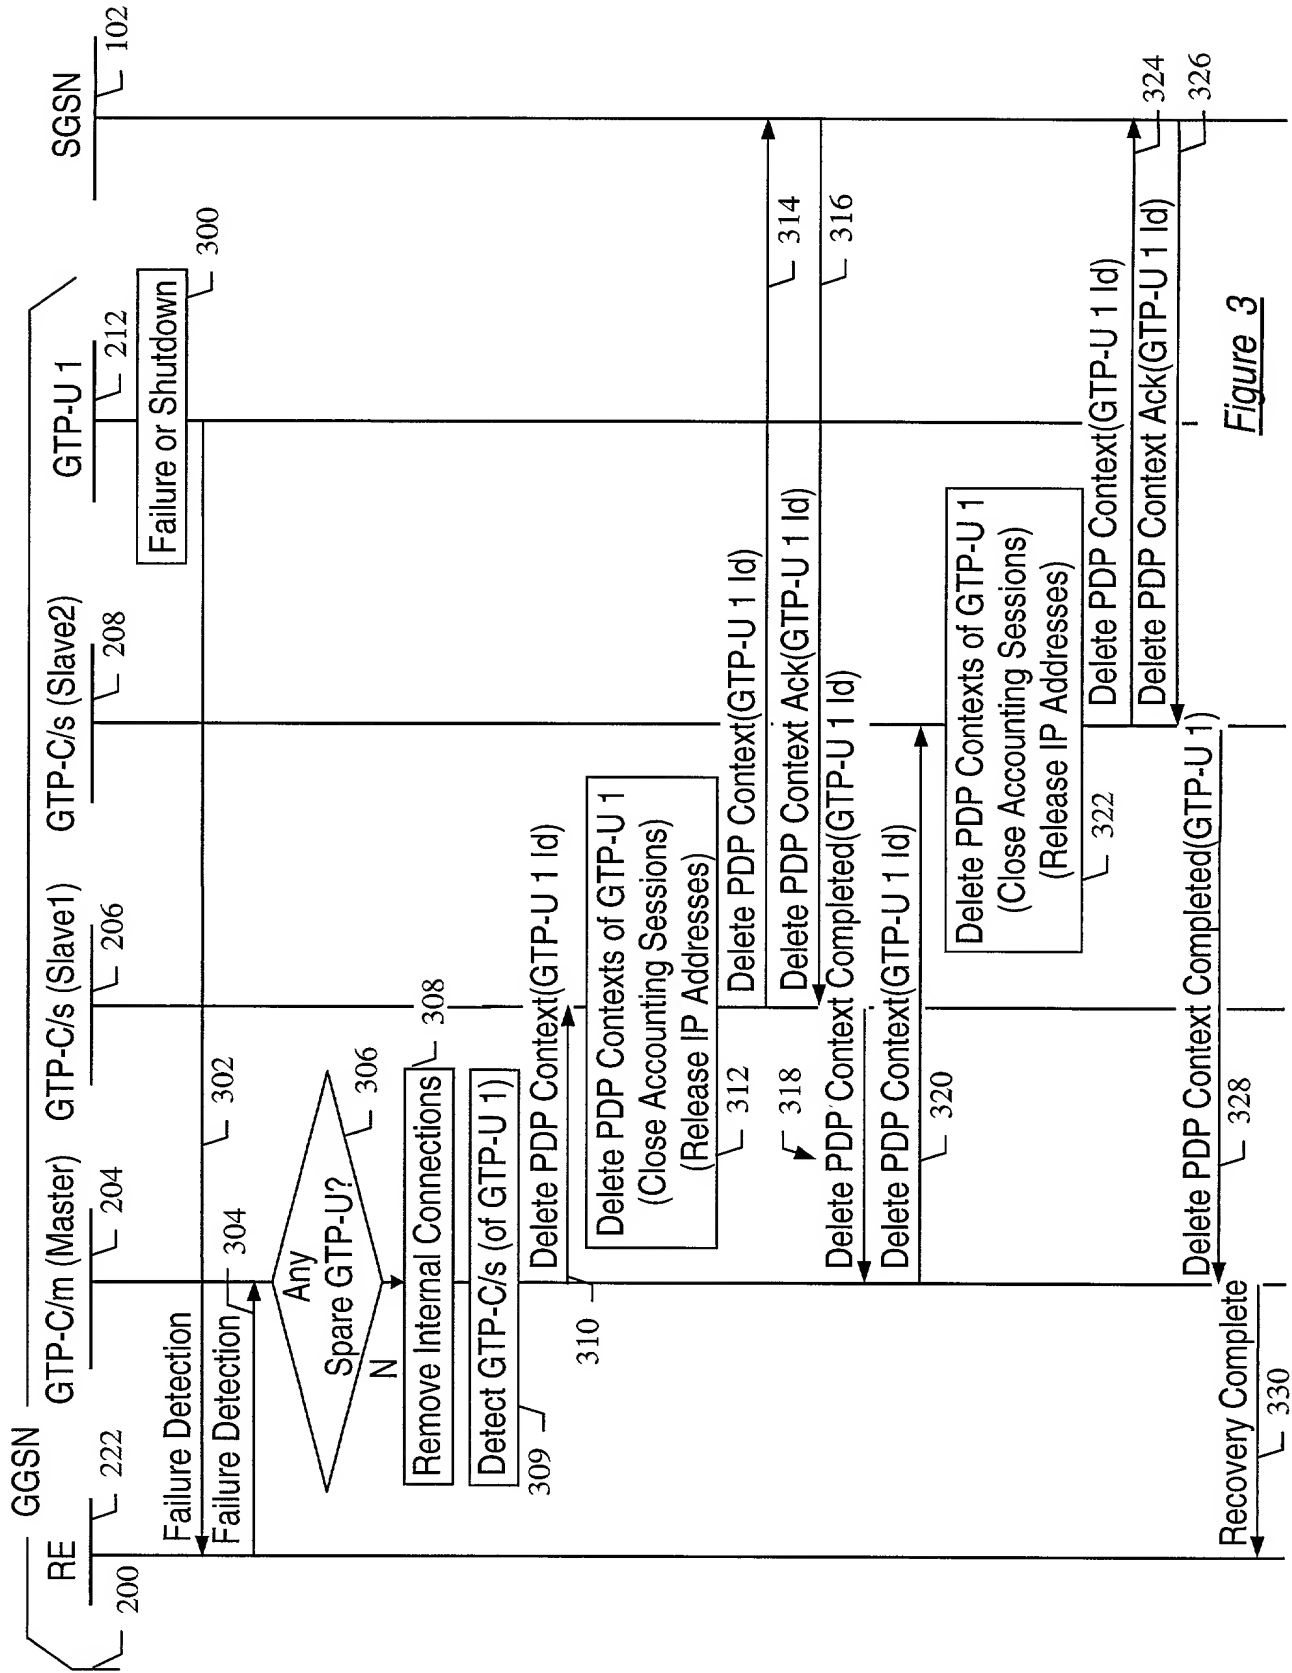 GGSN
200
RE
222
GTP-C/m (Master)
204
GTP-C/s (Slave1)
206
GTP-C/s (Slave2)
208
GTP-U 1
212
SGSN
102
Failure or Shutdown
300
Failure Detection
302
Failure Detection
304
Any
Spare GTP-U?
306
N
Remove Internal Connections
308
Detect GTP-C/s (of GTP-U 1)
309
Delete PDP Context(GTP-U 1 Id)
310
Delete PDP Contexts of GTP-U 1
(Close Accounting Sessions)
(Release IP Addresses)
312
Delete PDP Context(GTP-U 1 Id)
314
Delete PDP Context Ack(GTP-U 1 Id)
316
318
Delete PDP Context Completed(GTP-U 1 Id)
Delete PDP Context(GTP-U 1 Id)
320
Delete PDP Contexts of GTP-U 1
(Close Accounting Sessions)
(Release IP Addresses)
322
Delete PDP Context(GTP-U 1 Id)
324
Delete PDP Context Ack(GTP-U 1 Id)
326
Delete PDP Context Completed(GTP-U 1)
328
Recovery Complete
330
Figure 3